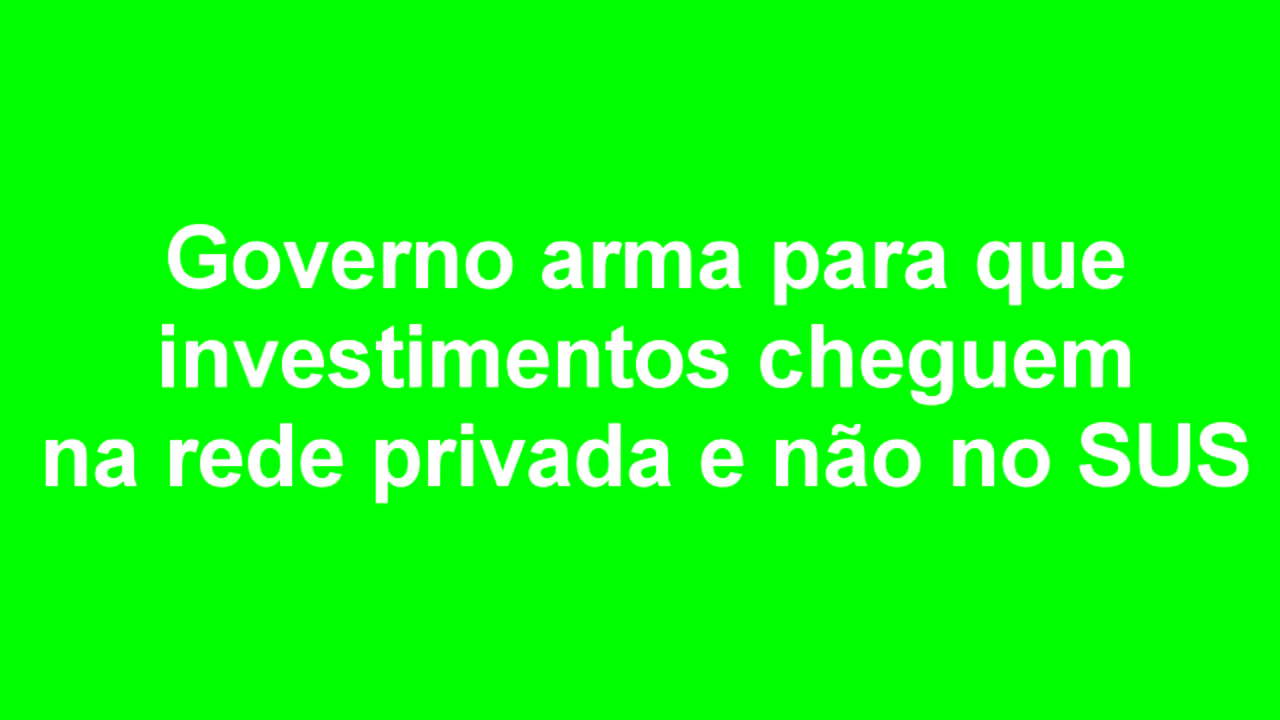 Governo arma para que
investimentos cheguem
na rede privada e não no SUS